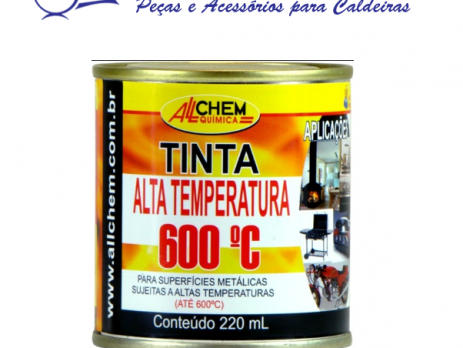 Peças e Acessórios para Caldeiras
ALLCHEM
QUÍMICA
www.allchem.com.br
APLICAÇÕES
TINTA
ALTA TEMPERATURA
600 ºC
PARA SUPERFÍCIES METÁLICAS
SUJEITAS A ALTAS TEMPERATURAS
(ATÉ 600ºC)
Conteúdo 220 mL